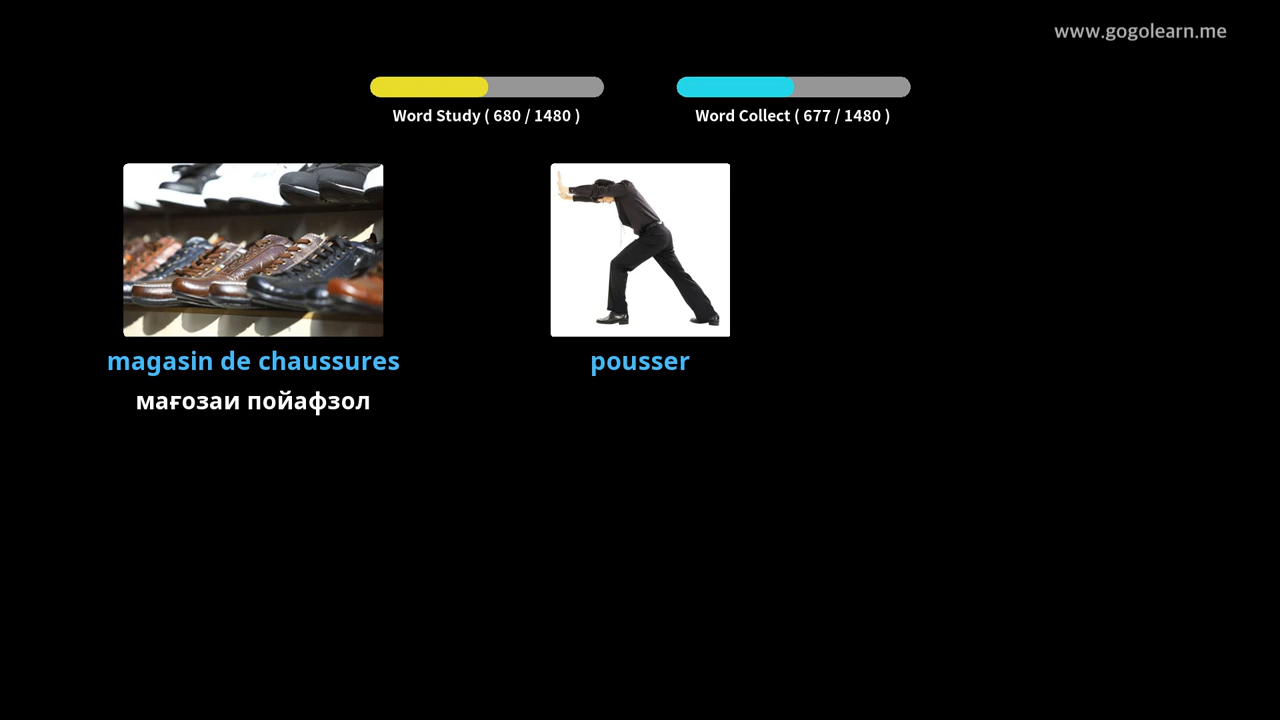 www.gogolearn.me
Word Study ( 680 / 1480 )
Word Collect ( 677 / 1480 )
magasin de chaussures
мағозаи пойафзол
pousser